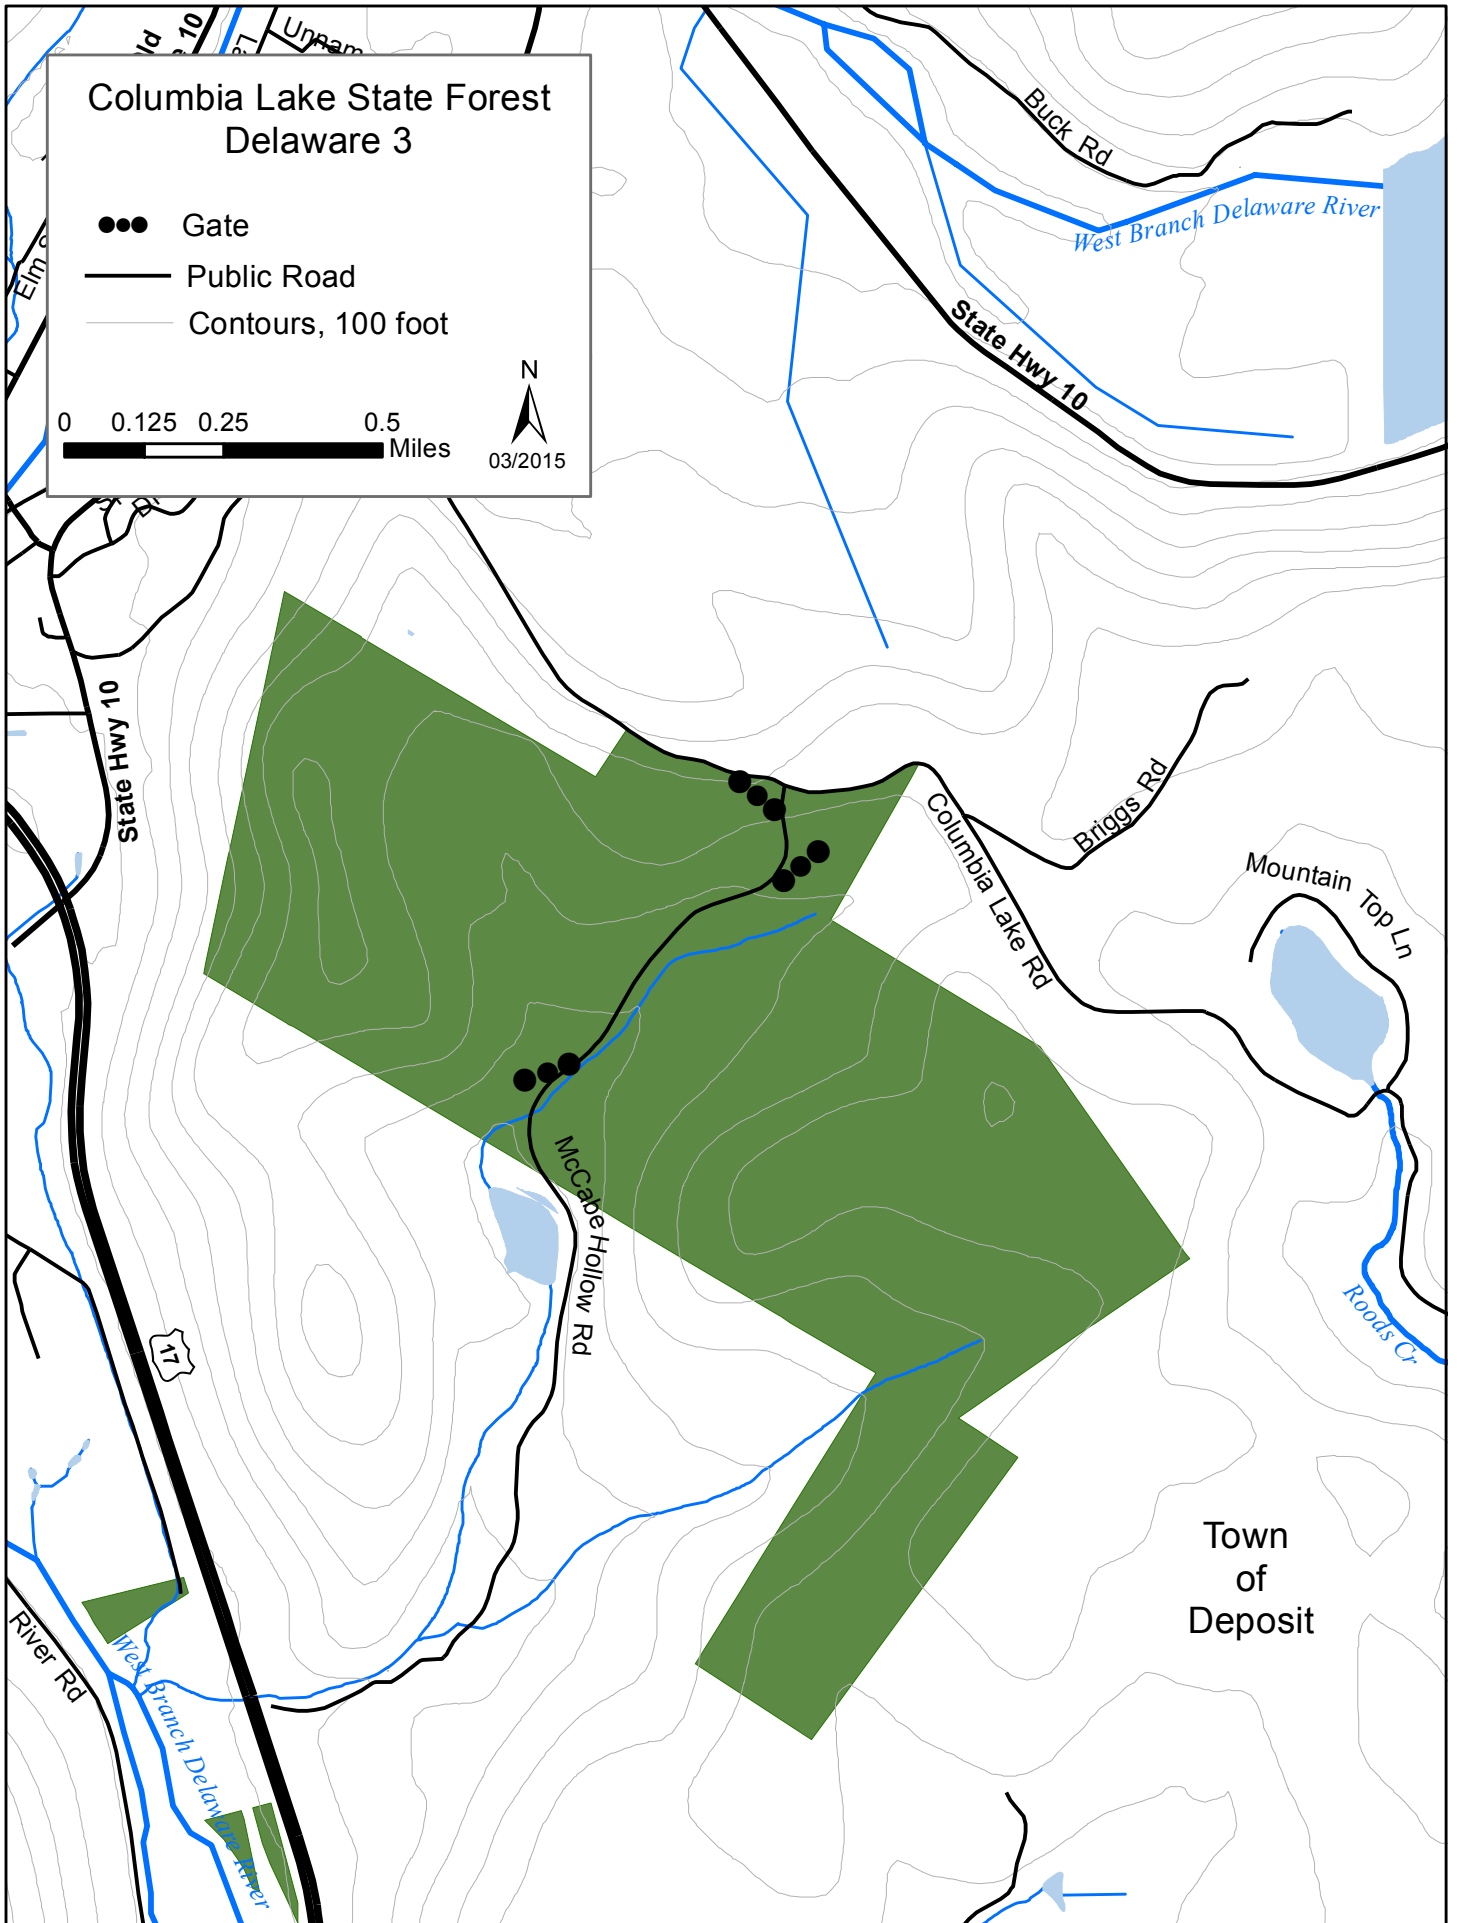 Columbia Lake State Forest
Delaware 3
Gate
Public Road
Contours, 100 foot
0 0.125 0.25 0.5
Miles
N
03/2015
Buck Rd
West Branch Delaware River
State Hwy 10
State Hwy 10
Briggs Rd
Columbia Lake Rd
Mountain Top Ln
McCabe Hollow Rd
17
Roods Cr
Town
of
Deposit
River Rd
West Branch Delaware River
Elm
10
Unnam